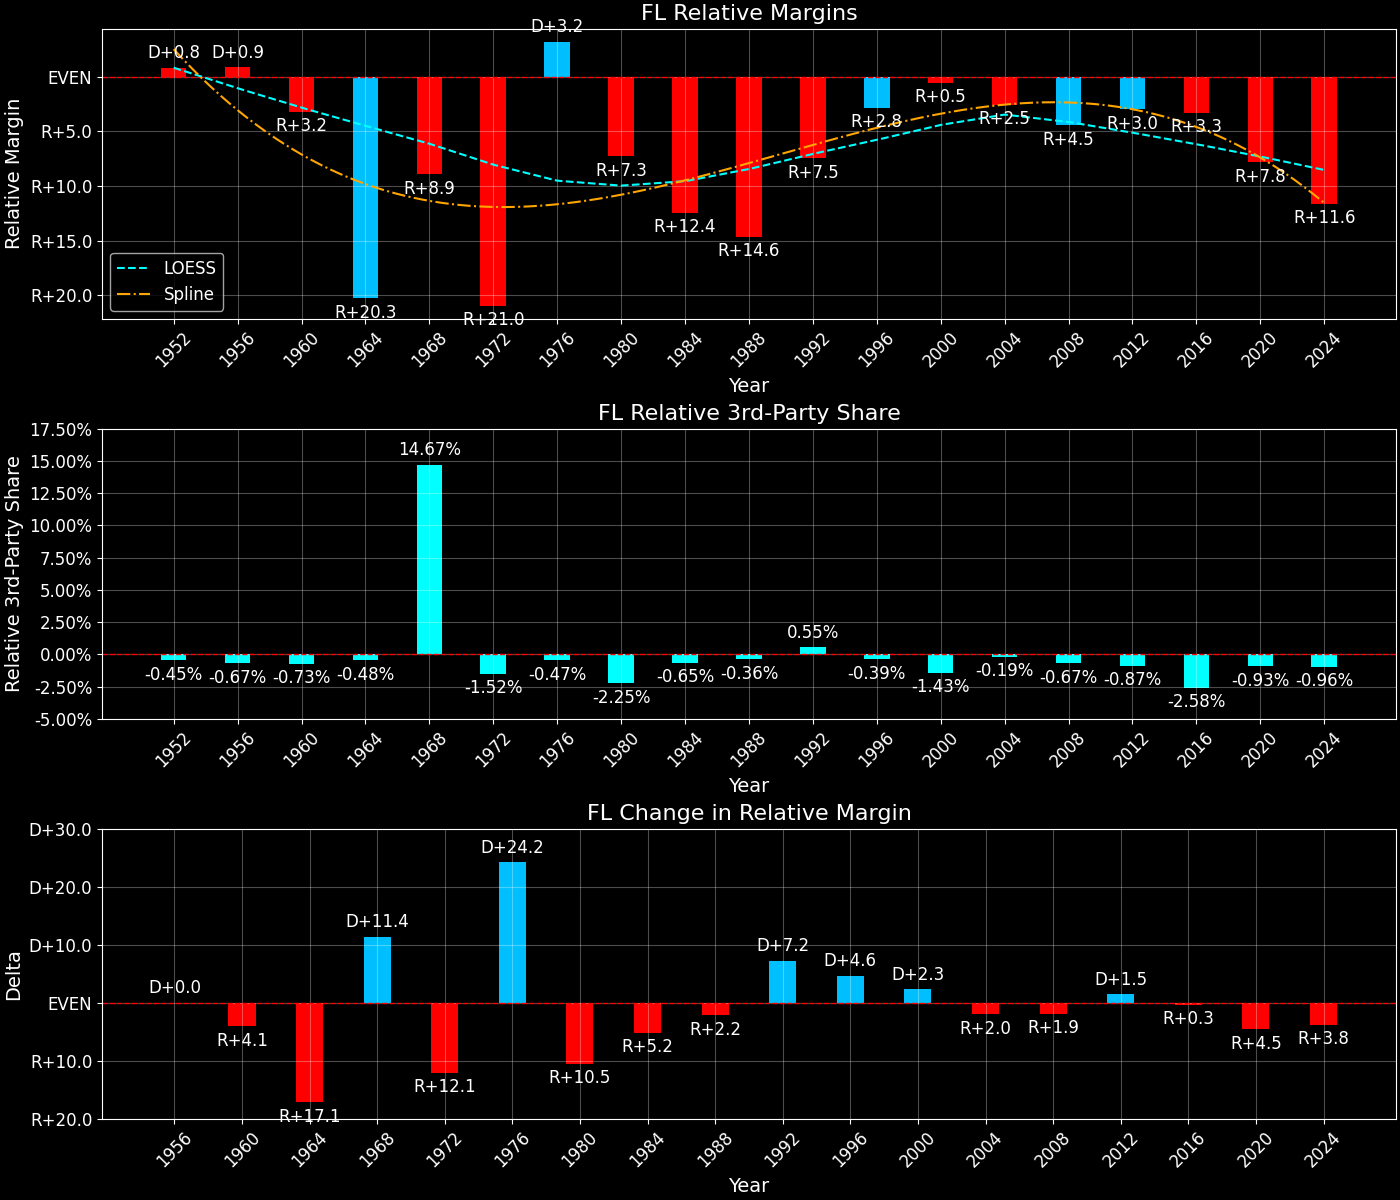 FL Relative Margins
Relative Margin
EVEN
R+5.0
R+10.0
R+15.0
R+20.0
D+0.8 D+0.9 R+3.2 R+20.3 R+8.9 R+21.0 D+3.2 R+7.3 R+12.4 R+14.6 R+7.5 R+2.8 R+0.5 R+2.5 R+4.5 R+3.0 R+3.3 R+7.8 R+11.6
LOESS
Spline
1952 1956 1960 1964 1968 1972 1976 1980 1984 1988 1992 1996 2000 2004 2008 2012 2016 2020 2024
Year
FL Relative 3rd-Party Share
Relative 3rd-Party Share
17.50%
15.00%
12.50%
10.00%
7.50%
5.00%
2.50%
0.00%
-2.50%
-5.00%
-0.45% -0.67% -0.73% -0.48% 14.67% -1.52% -0.47% -2.25% -0.65% -0.36% 0.55% -0.39% -1.43% -0.19% -0.67% -0.87% -2.58% -0.93% -0.96%
1952 1956 1960 1964 1968 1972 1976 1980 1984 1988 1992 1996 2000 2004 2008 2012 2016 2020 2024
Year
FL Change in Relative Margin
Delta
D+30.0
D+20.0
D+10.0
EVEN
R+10.0
R+20.0
D+0.0 R+4.1 R+17.1 D+11.4 R+12.1 D+24.2 R+10.5 R+5.2 R+2.2 D+7.2 D+4.6 D+2.3 R+2.0 R+1.9 D+1.5 R+0.3 R+4.5 R+3.8
1956 1960 1964 1968 1972 1976 1980 1984 1988 1992 1996 2000 2004 2008 2012 2016 2020 2024
Year